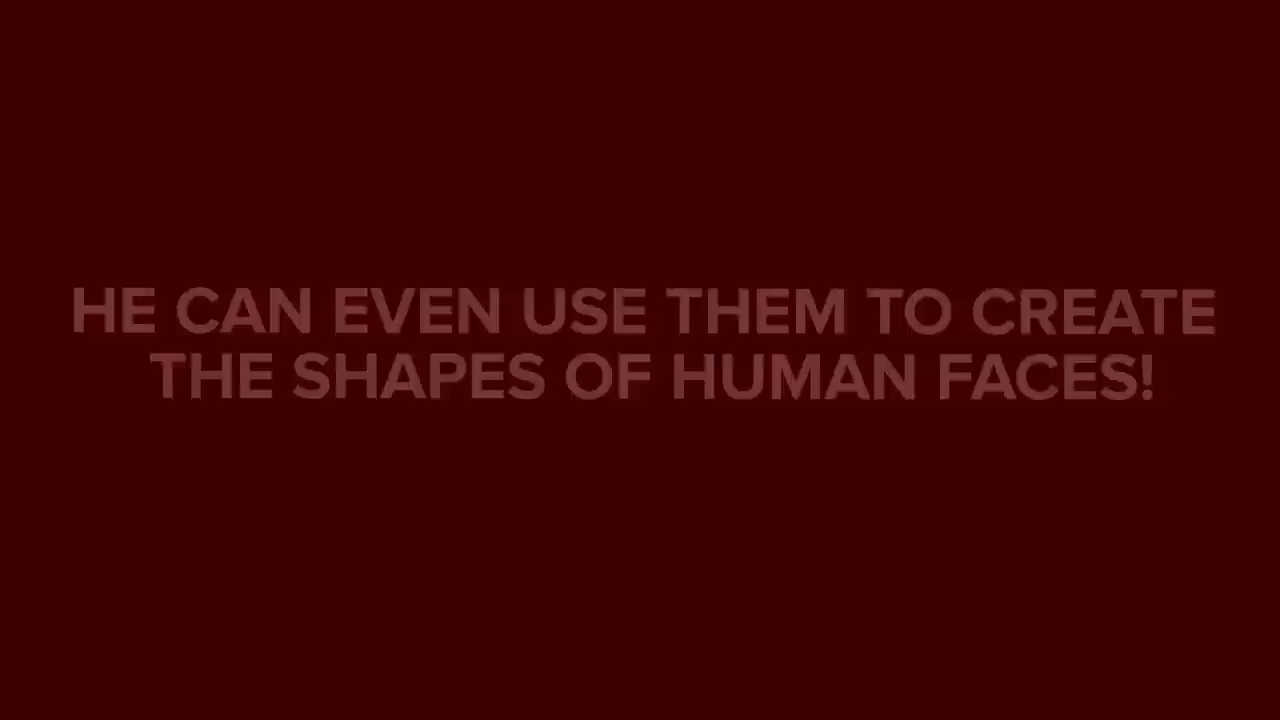 HE CAN EVEN USE THEM TO CREATE
THE SHAPES OF HUMAN FACES!